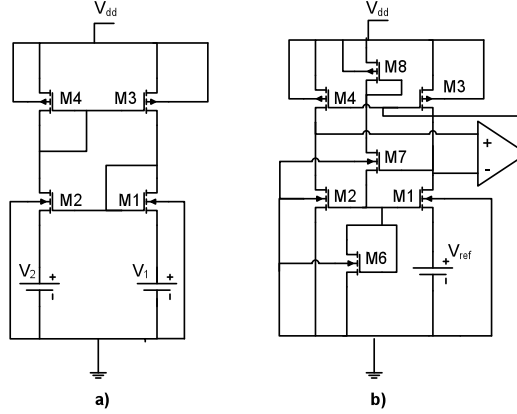 Vdd
M4 M3
M2 M1
V2 + -
V1 + -
a)
Vdd
M8
M4 M3
M7
+
-
M2 M1
M6
Vref + -
b)